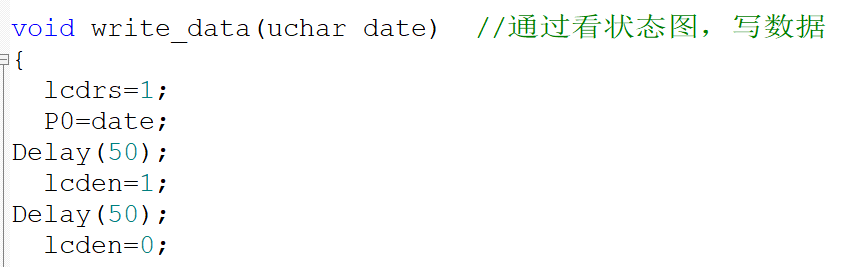 void write_data(uchar date)  //通过看状态图，写数据
{
  lcdrs=1;
  P0=date;
Delay(50);
  lcden=1;
Delay(50);
  lcden=0;